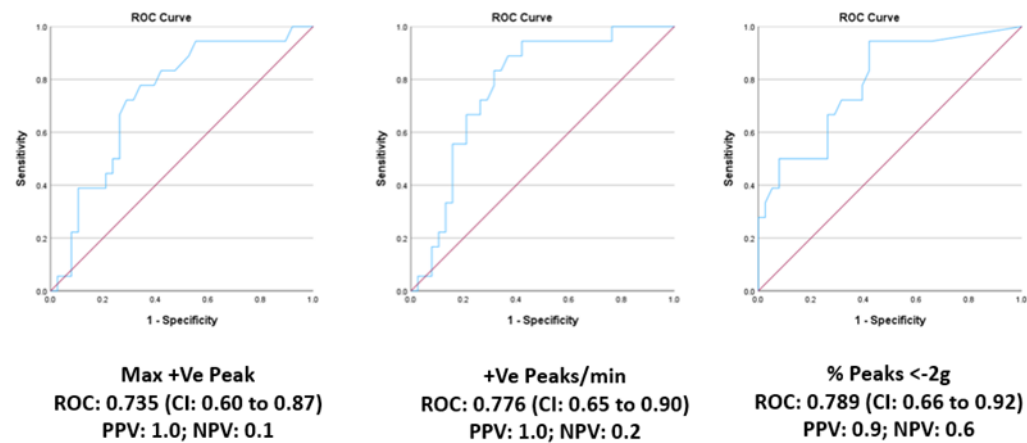 ROC Curve
1.0
0.8
0.6
0.4
0.2
0.0
Sensitivity
0.0 0.2 0.4 0.6 0.8 1.0
1 - Specificity
Max +Ve Peak
ROC: 0.735 (CI: 0.60 to 0.87)
PPV: 1.0; NPV: 0.1
ROC Curve
1.0
0.8
0.6
0.4
0.2
0.0
Sensitivity
0.0 0.2 0.4 0.6 0.8 1.0
1 - Specificity
+Ve Peaks/min
ROC: 0.776 (CI: 0.65 to 0.90)
PPV: 1.0; NPV: 0.2
ROC Curve
1.0
0.8
0.6
0.4
0.2
0.0
Sensitivity
0.0 0.2 0.4 0.6 0.8 1.0
1 - Specificity
% Peaks <-2g
ROC: 0.789 (CI: 0.66 to 0.92)
PPV: 0.9; NPV: 0.6